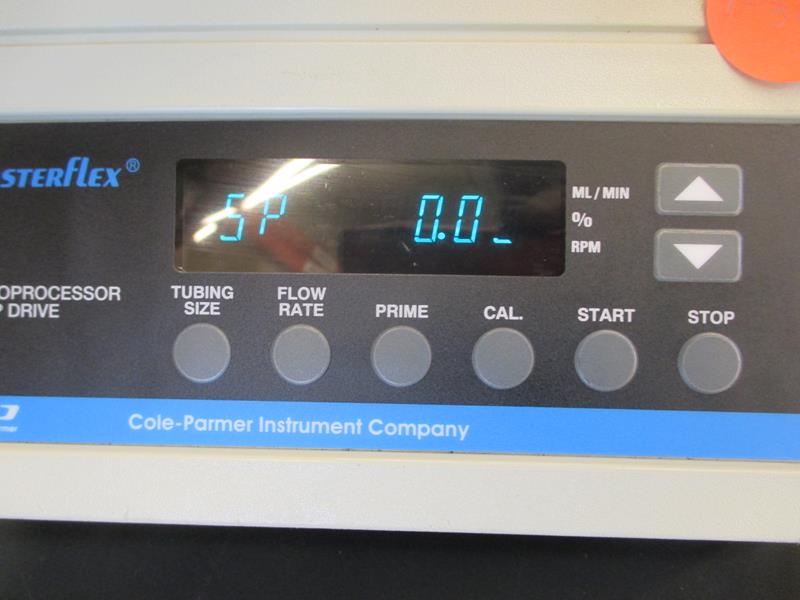 STERFLEX®
SP 0.0_
ML / MIN
%
RPM
OPROCESSOR
P DRIVE
TUBING
SIZE
FLOW
RATE
PRIME
CAL.
START
STOP
Cole-Parmer Instrument Company